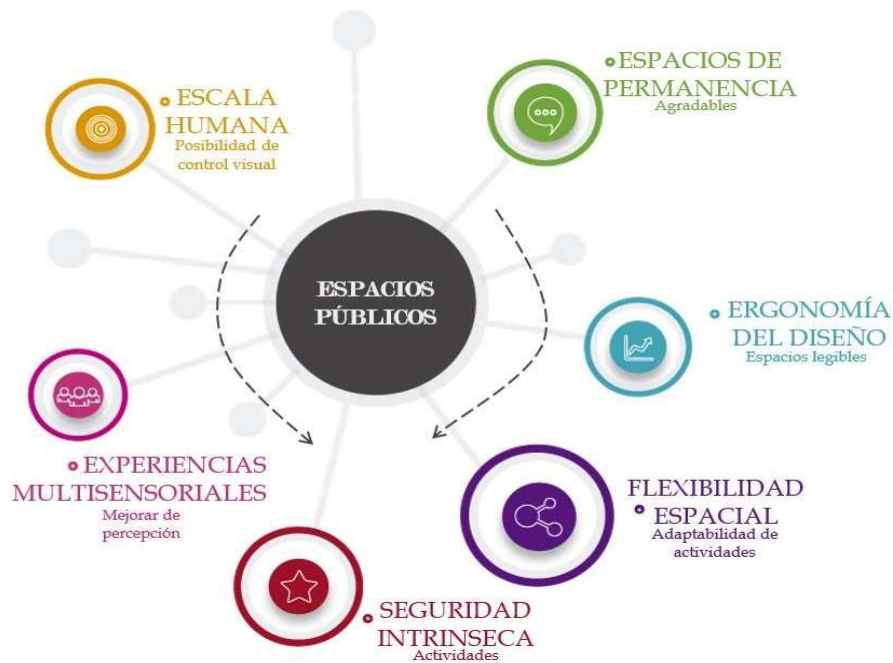 ESCALA
HUMANA
Posibilidad de
control visual
ESPACIOS DE
PERMANENCIA
Agradables
ESPACIOS
PÚBLICOS
ERGONOMÍA
DEL DISEÑO
Espacios legibles
EXPERIENCIAS
MULTISENSORIALES
Mejorar de
percepción
FLEXIBILIDAD
ESPACIAL
Adaptabilidad de
actividades
SEGURIDAD
INTRINSECA
Actividades